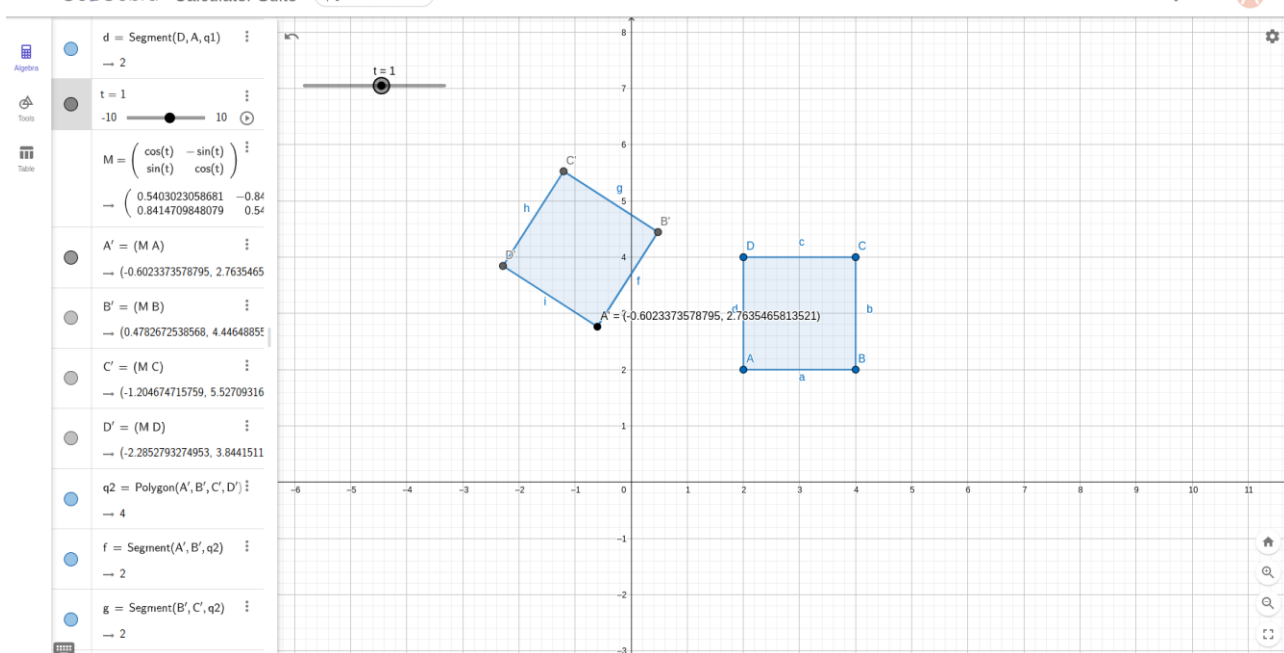 Algebra
Tools
Table
d = Segment(D, A, q1)
→ 2
t = 1
-10
10
M = ( cos(t) − sin(t)
sin(t) cos(t) )
→ ( 0.5403023058681 −0.84
0.8414709848079 0.54
A′ = (M A)
→ (-0.6023373578795, 2.7635465
B′ = (M B)
→ (0.4782672538568, 4.44648855
C′ = (M C)
→ (-1.204674715759, 5.52709316
D′ = (M D)
→ (-2.2852793274953, 3.8441511
q2 = Polygon(A′, B′, C′, D′)
→ 4
f = Segment(A′, B′, q2)
→ 2
g = Segment(B′, C′, q2)
→ 2
t = 1
8
7
6
5
4
2
1
0
−1
−2
−3
−6
−5
−4
−3
−2
−1
1
2
3
4
5
6
7
8
9
10
11
C'
g
h
B'
D'
f
i
A' = (-0.6023373578795, 2.7635465813521)
D
c
C
d
b
A
B
a